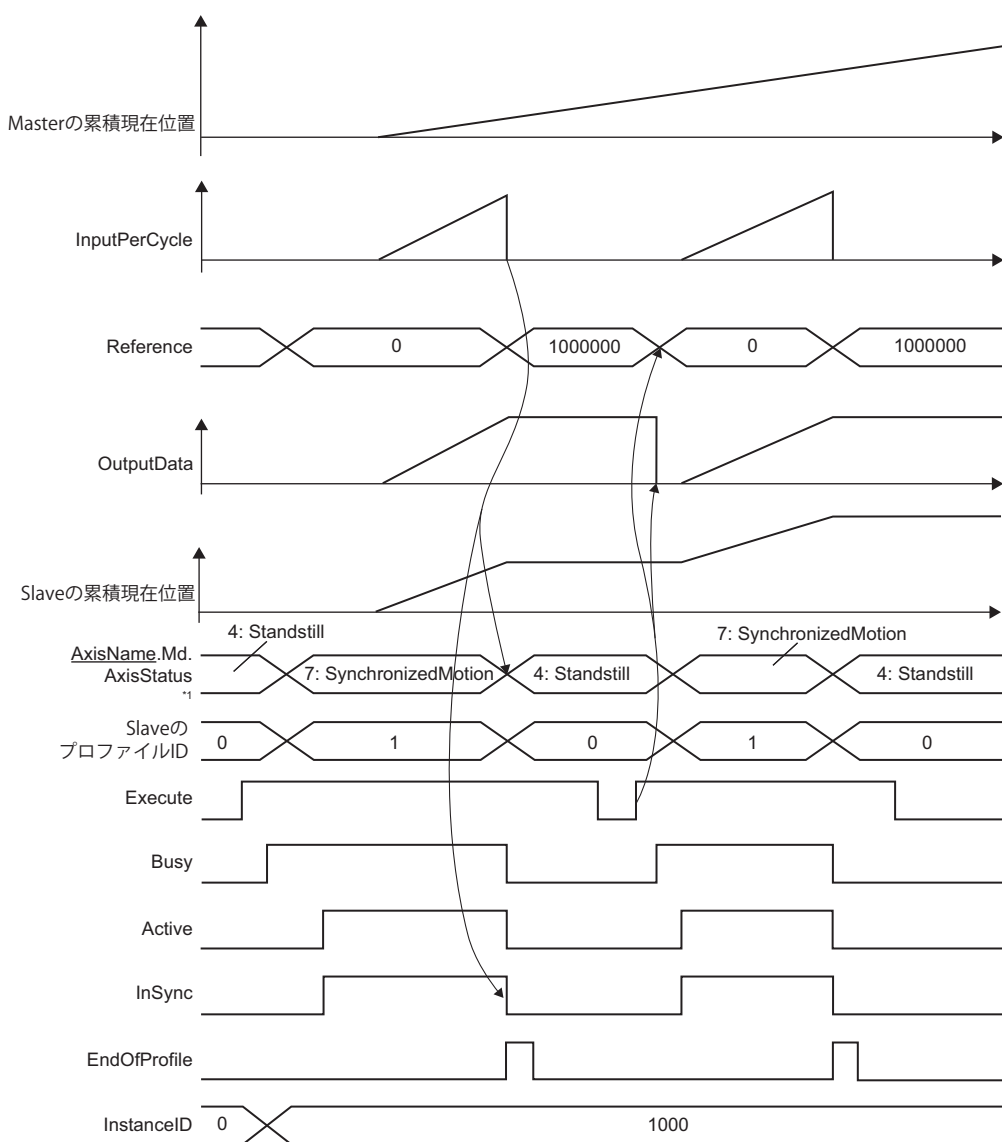 Masterの累積現在位置
InputPerCycle
Reference
0
1000000
0
1000000
OutputData
Slaveの累積現在位置
4: Standstill
7: SynchronizedMotion
AxisName.Md.
AxisStatus
*1
7: SynchronizedMotion
4: Standstill
4: Standstill
Slaveの
プロファイルID
0
1
0
1
0
Execute
Busy
Active
InSync
EndOfProfile
InstanceID
0
1000